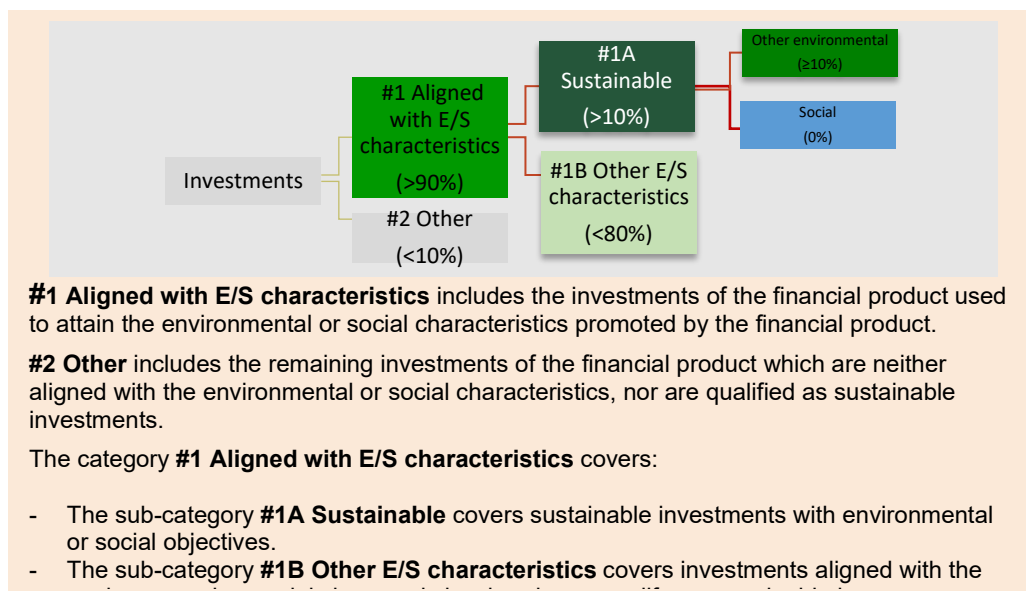 Investments
#1 Aligned
with E/S
characteristics
(>90%)
#2 Other
(<10%)
#1A
Sustainable
(>10%)
#1B Other E/S
characteristics
(<80%)
Other environmental
(≥10%)
Social
(0%)
#1 Aligned with E/S characteristics includes the investments of the financial product used
to attain the environmental or social characteristics promoted by the financial product.
#2 Other includes the remaining investments of the financial product which are neither
aligned with the environmental or social characteristics, nor are qualified as sustainable
investments.
The category #1 Aligned with E/S characteristics covers:
- The sub-category #1A Sustainable covers sustainable investments with environmental
or social objectives.
- The sub-category #1B Other E/S characteristics covers investments aligned with the